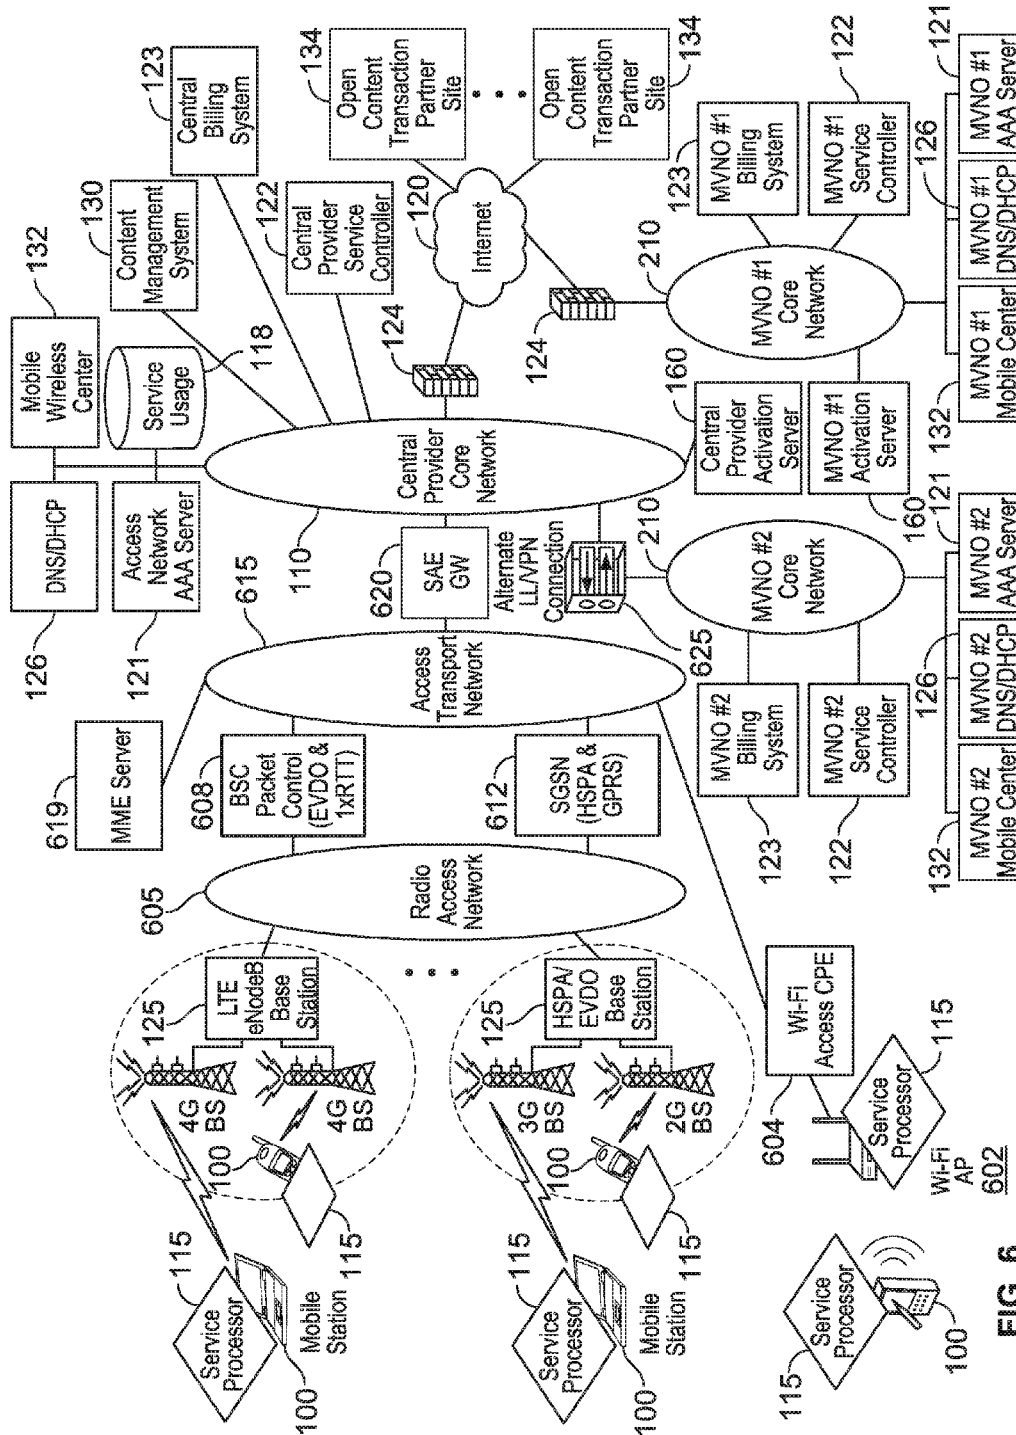 132
Mobile
Wireless
Center
DNS/DHCP
126
118
Service
Usage
Access
Network
AAA Server
121
130
Content
Management
System
123
Central
Billing
System
122
Central
Provider
Service
Controller
134
Open
Content
Transaction
Partner
Site
134
Open
Content
Transaction
Partner
Site
120
Internet
124
124
110
Central
Provider
Core
Network
620
SAE
GW
615
Access
Transport
Network
619
MME Server
608
BSC
Packet
Control
(EVDO &
1xRTT)
612
SGSN
(HSPA &
GPRS)
605
Radio
Access
Network
125
LTE
eNodeB
Base
Station
4G
BS
4G
BS
100
115
115
Service
Processor
100
Mobile
Station
125
HSPA/
EVDO
Base
Station
3G
BS
2G
BS
100
115
115
Service
Processor
100
Mobile
Station
Alternate
LL/VPN
Connection
625
160
Central
Provider
Activation
Server
MVNO #1
Activation
Server
160
210
MVNO #1
Core
Network
123
MVNO #1
Billing
System
MVNO #1
Service
Controller
122
132
MVNO #1
Mobile Center
126
MVNO #1
DNS/DHCP
121
MVNO #1
AAA Server
210
MVNO #2
Core
Network
MVNO #2
Billing
System
123
MVNO #2
Service
Controller
122
132
MVNO #2
Mobile Center
126
MVNO #2
DNS/DHCP
121
MVNO #2
AAA Server
604
Wi-Fi
Access CPE
Service
Processor
115
Wi-Fi
AP
602
115
Service
Processor
100
FIG. 6